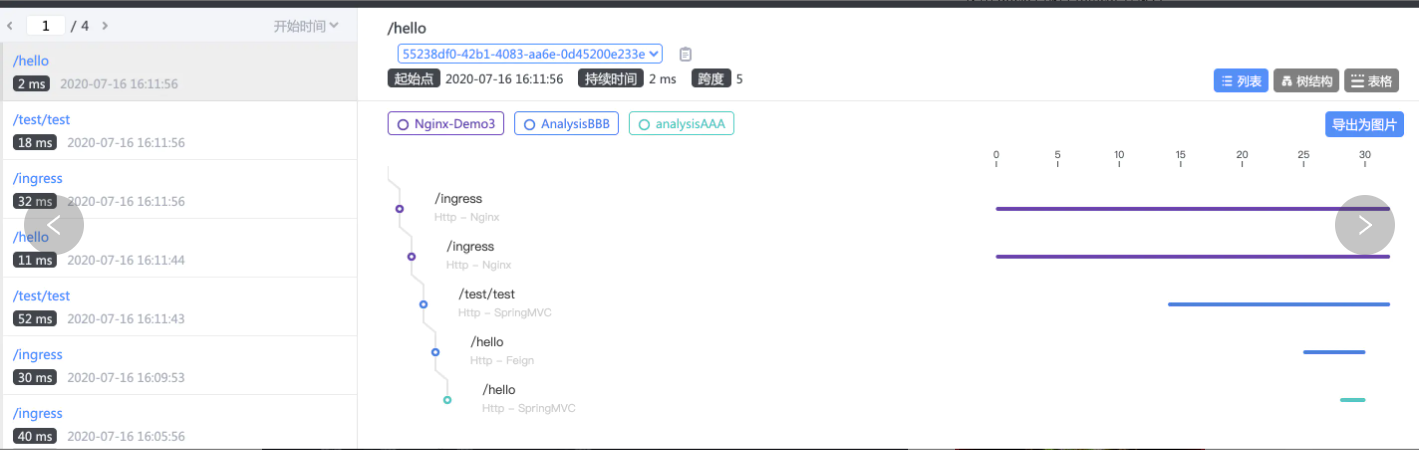 1 / 4 开始时间
/hello
2 ms 2020-07-16 16:11:56
/test/test
18 ms 2020-07-16 16:11:56
/ingress
32 ms 2020-07-16 16:11:56
/hello
11 ms 2020-07-16 16:11:44
/test/test
52 ms 2020-07-16 16:11:43
/ingress
30 ms 2020-07-16 16:09:53
/ingress
40 ms 2020-07-16 16:05:56
/hello
55238df0-42b1-4083-aa6e-0d45200e233e
起始点 2020-07-16 16:11:56 持续时间 2 ms 跨度 5
列表 树结构 表格
Nginx-Demo3 AnalysisBBB analysisAAA
导出为图片
0 5 10 15 20 25 30
/ingress
Http - Nginx
/ingress
Http - Nginx
/test/test
Http - SpringMVC
/hello
Http - Feign
/hello
Http - SpringMVC